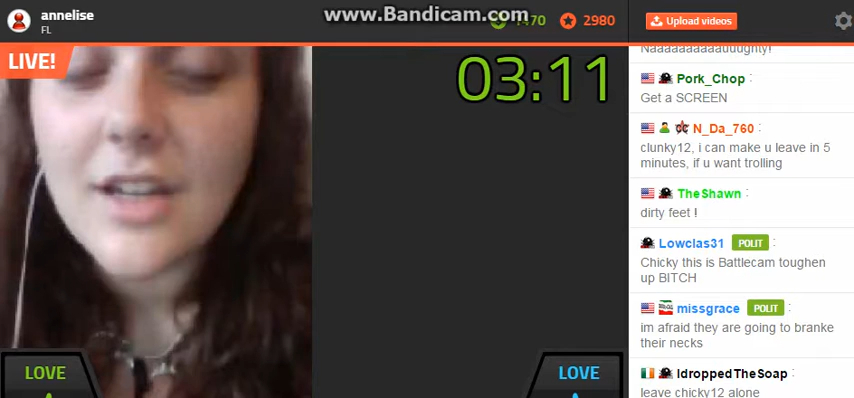 annelise
FL
www.Bandicam.com
2980
Upload videos
LIVE!
03:11
Naaaaaaaaauuughty!
Pork_Chop :
Get a SCREEN
N_Da_760 :
clunky12, i can make u leave in 5
minutes, if u want trolling
TheShawn :
dirty feet !
Lowclas31 POLIT :
Chicky this is Battlecam toughen
up BITCH
missgrace POLIT :
im afraid they are going to branke
their necks
IdroppedTheSoap :
leave chicky12 alone
LOVE
LOVE